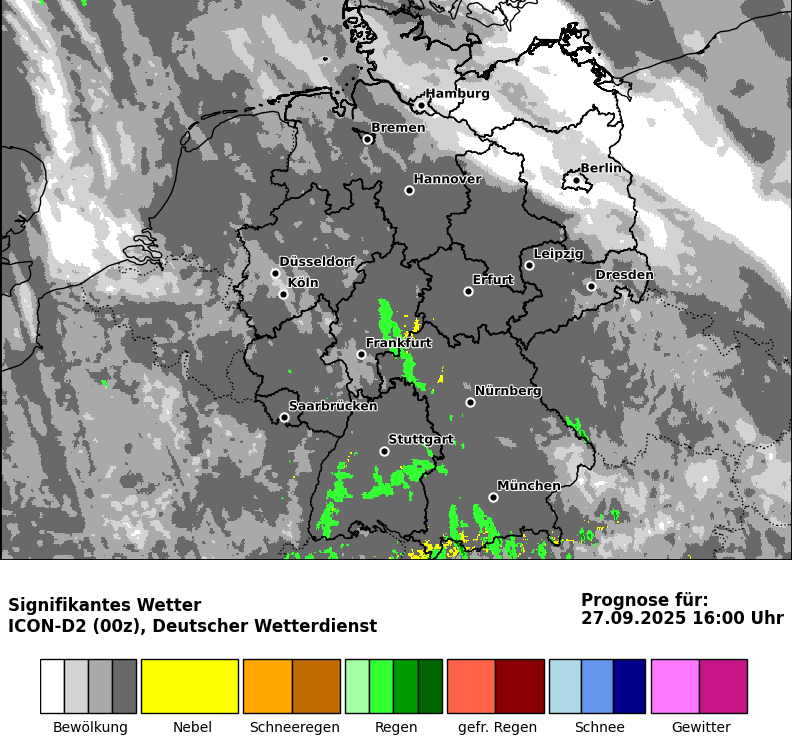 Hamburg
Bremen
Berlin
Hannover
Leipzig
Düsseldorf
Dresden
Köln
Erfurt
Frankfurt
Nürnberg
Saarbrücken
Stuttgart
München
Signifikantes Wetter
ICON-D2 (00z), Deutscher Wetterdienst
Prognose für:
27.09.2025 16:00 Uhr
Bewölkung Nebel Schneeregen Regen gefr. Regen Schnee Gewitter